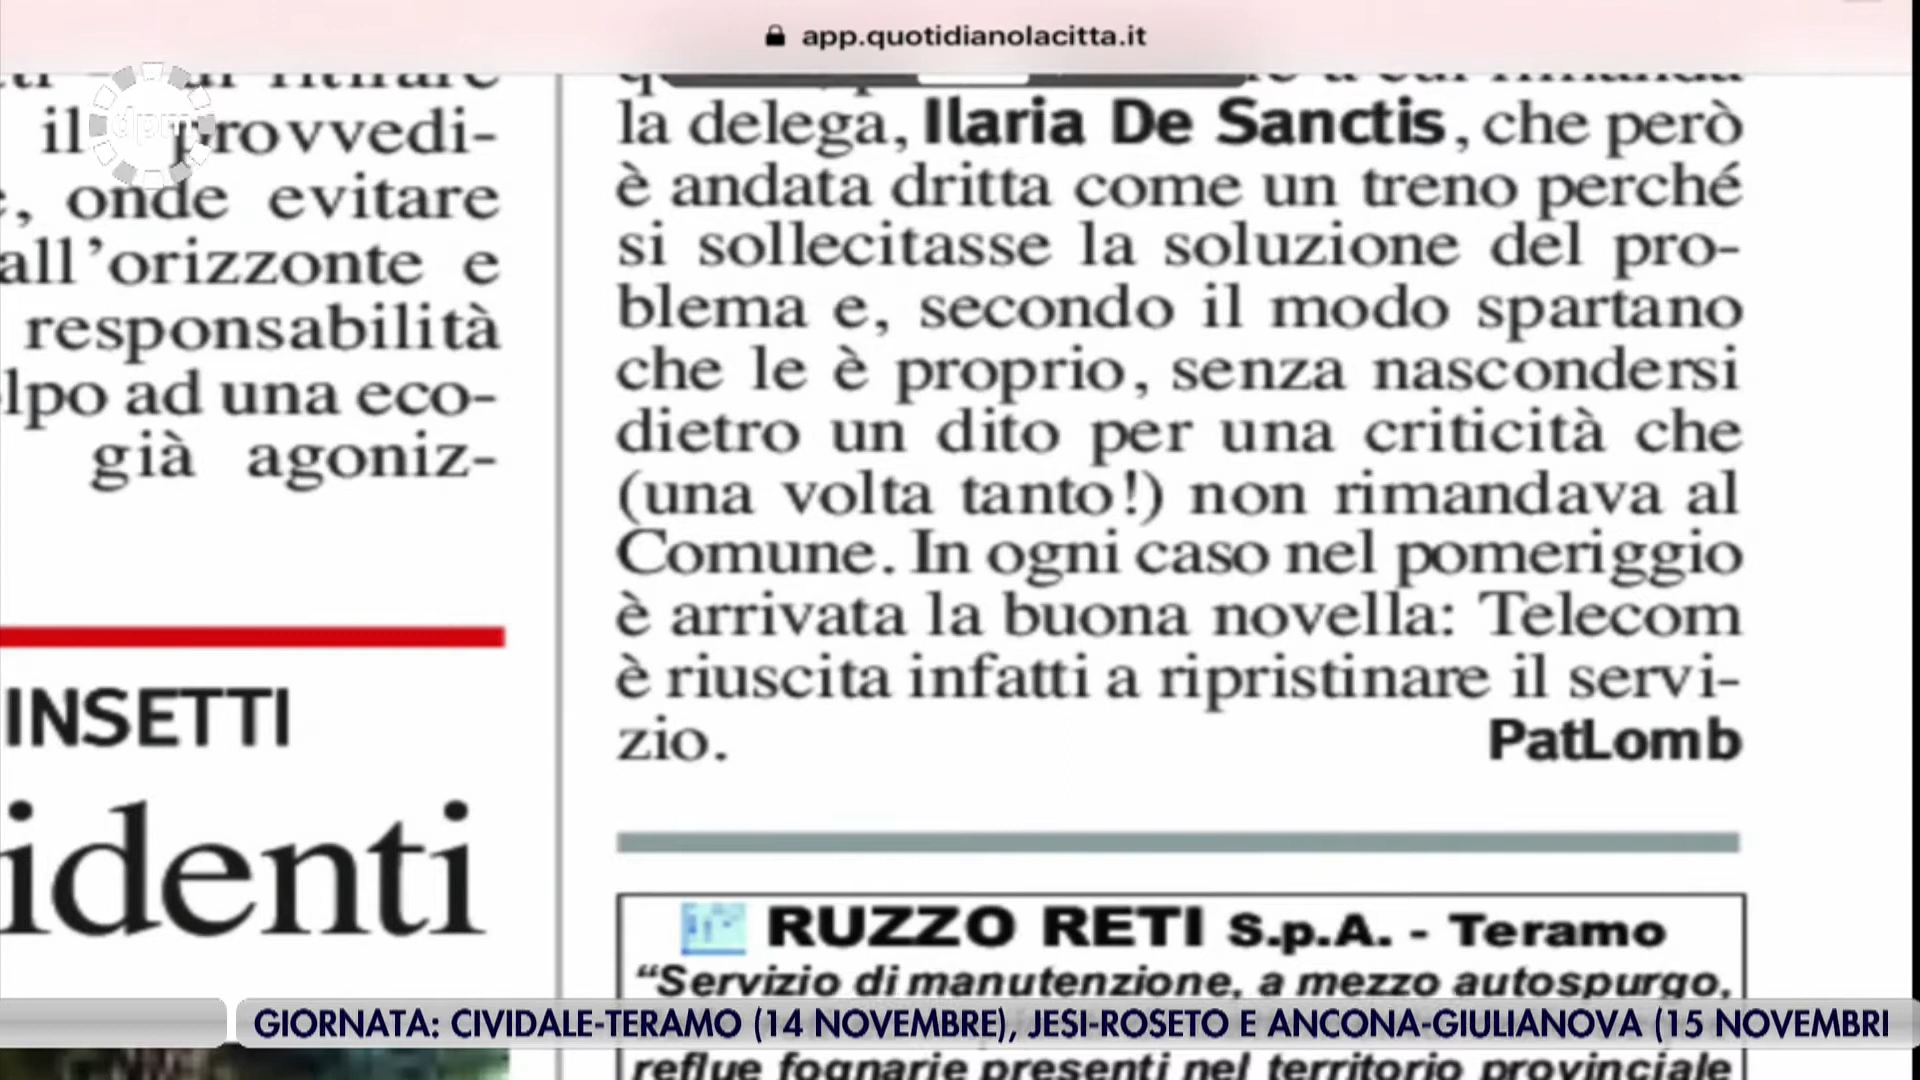 app.quotidianolacitta.it
dpm
il provvedi-
, onde evitare
all'orizzonte e
responsabilità
lpo ad una eco-
già agoniz-
INSETTI
identi
la delega, Ilaria De Sanctis, che però
è andata dritta come un treno perché
si sollecitasse la soluzione del pro-
blema e, secondo il modo spartano
che le è proprio, senza nascondersi
dietro un dito per una criticità che
(una volta tanto!) non rimandava al
Comune. In ogni caso nel pomeriggio
è arrivata la buona novella: Telecom
è riuscita infatti a ripristinare il servi-
zio. PatLomb
RUZZO RETI S.p.A. - Teramo
“Servizio di manutenzione, a mezzo autospurgo,
reflue fognarie presenti nel territorio provinciale
GIORNATA: CIVIDALE-TERAMO (14 NOVEMBRE), JESI-ROSETO E ANCONA-GIULIANOVA (15 NOVEMBRI